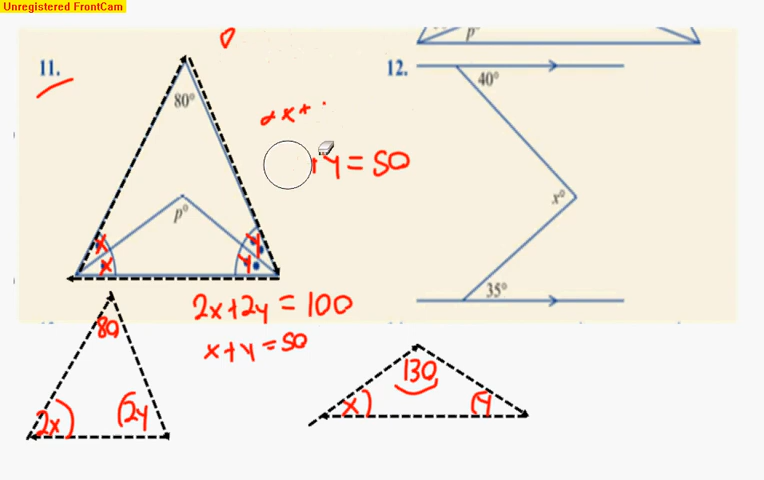 Unregistered FrontCam
p
11.
12.
80°
40°
2x+
+y=50
x°
p°
x
x
y
y
35°
2x+2y=100
x+y=50
80
2x
2y
130
x
y